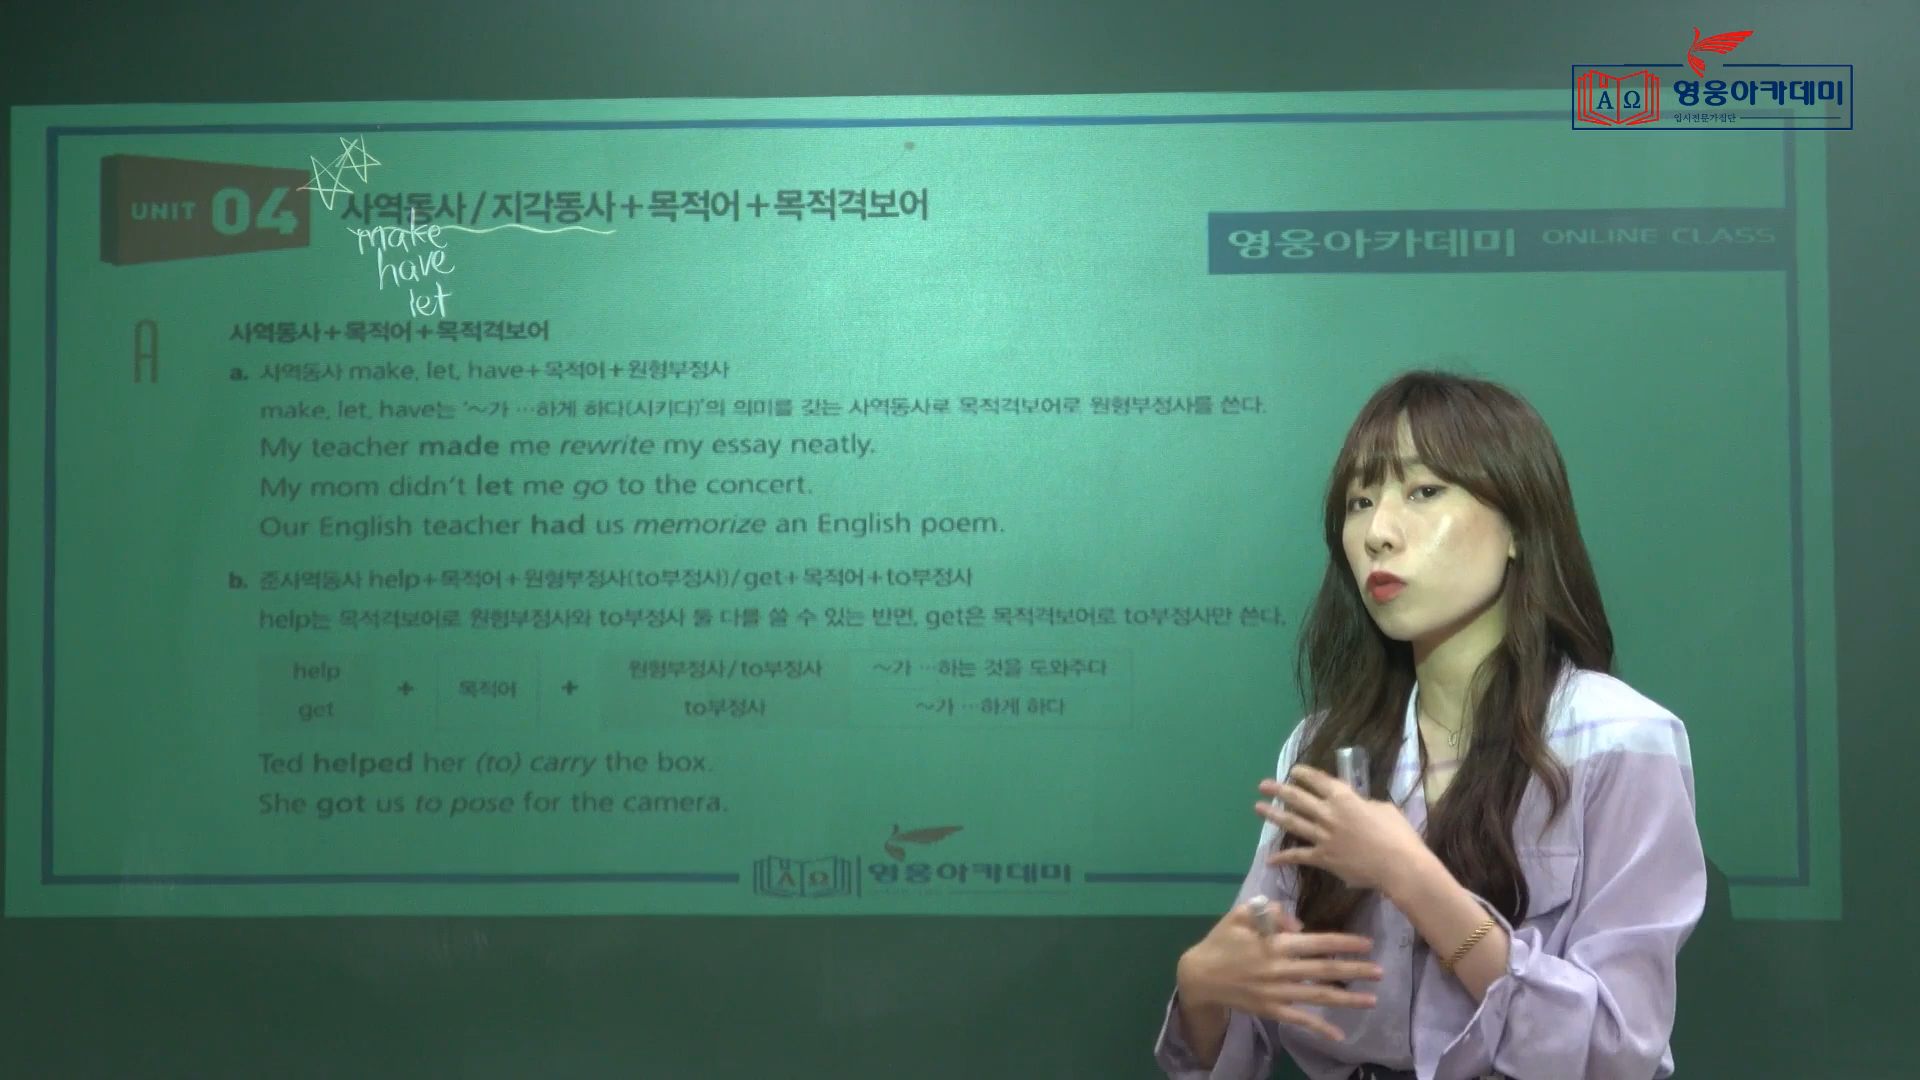 영웅아카데미
입시전문가집단
UNIT 04 사역동사/지각동사+목적어+목적격보어
make
have
let
영웅아카데미 ONLINE CLASS
A
사역동사+목적어+목적격보어
a. 사역동사 make, let, have+목적어+원형부정사
make, let, have는 '~가 …하게 하다(시키다)'의 의미를 갖는 사역동사로 목적격보어로 원형부정사를 쓴다.
My teacher made me rewrite my essay neatly.
My mom didn't let me go to the concert.
Our English teacher had us memorize an English poem.
b. 준사역동사 help+목적어+원형부정사(to부정사)/get+목적어+to부정사
help는 목적격보어로 원형부정사와 to부정사 둘 다를 쓸 수 있는 반면, get은 목적격보어로 to부정사만 쓴다.
help
get
+ 목적어 +
원형부정사/to부정사 ~가 …하는 것을 도와주다
to부정사 ~가 …하게 하다
Ted helped her (to) carry the box.
She got us to pose for the camera.
A Ω 영웅아카데미